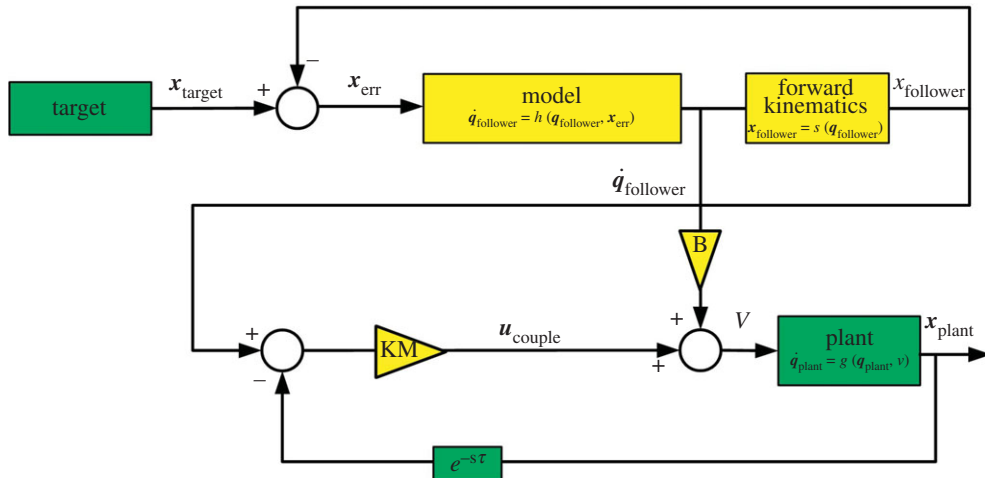 −
target
x_target
+
x_err
model
q̇_follower = h (q_follower, x_err)
forward
kinematics
x_follower = s (q_follower)
x_follower
q̇_follower
B
+
−
KM
u_couple
+
+
V
plant
q̇_plant = g (q_plant, v)
x_plant
e^−sτ